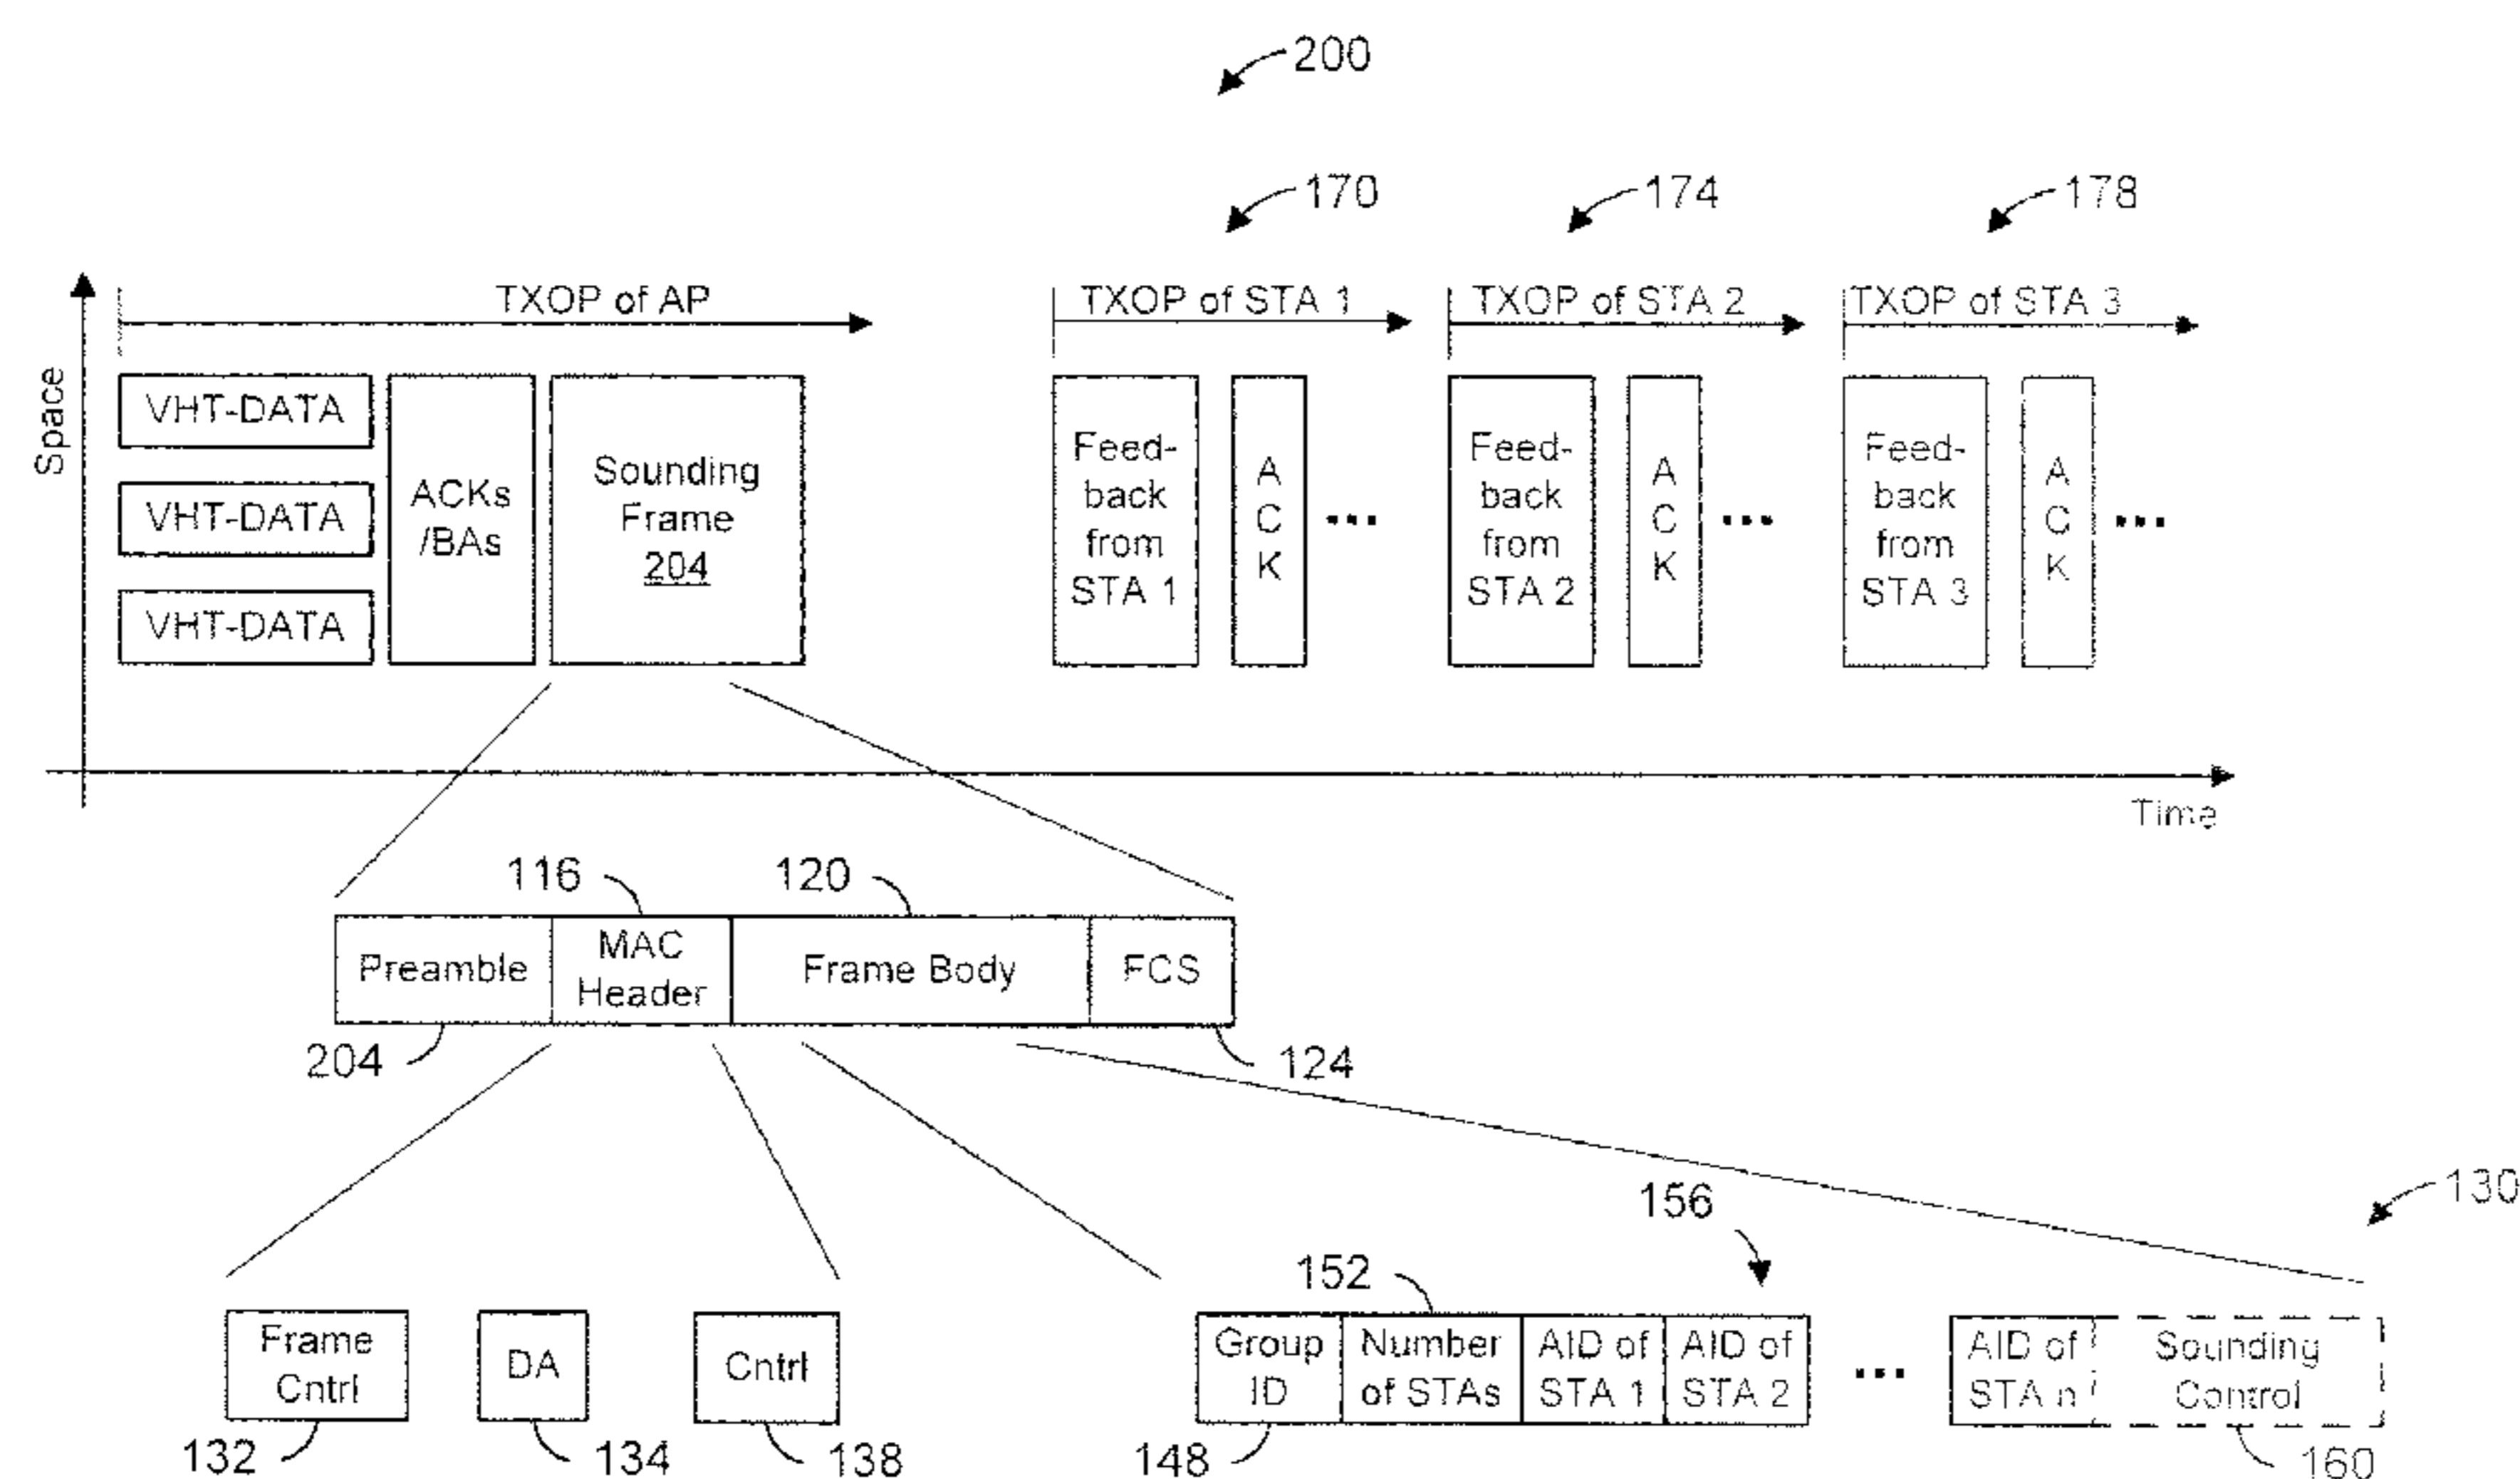 200
170
174
178
TXOP of AP
TXOP of STA 1
TXOP of STA 2
TXOP of STA 3
Space
VHT-DATA
VHT-DATA
VHT-DATA
ACKs
/BAs
Sounding
Frame
204
Feed-
back
from
STA 1
A
C
K
...
Feed-
back
from
STA 2
A
C
K
...
Feed-
back
from
STA 3
A
C
K
...
Time
116
120
Preamble
MAC
Header
Frame Body
FCS
204
124
130
156
152
Frame
Cntrl
DA
Cntrl
Group
ID
Number
of STAs
AID of
STA 1
AID of
STA 2
...
AID of
STA n
Sounding
Control
132
134
138
148
160